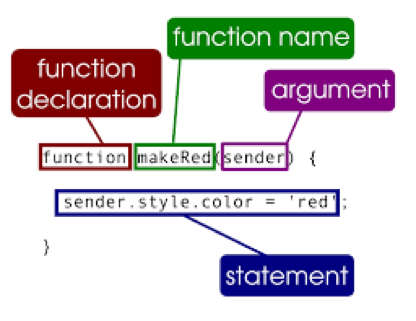 function name
function
declaration
argument
function makeRed(sender) {
sender.style.color = 'red';
}
statement